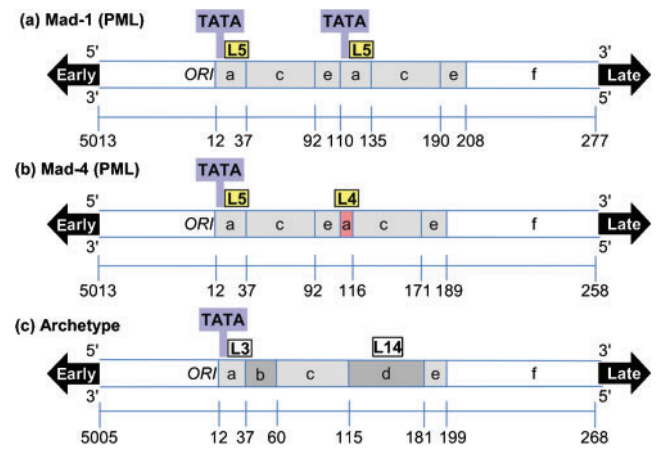 (a) Mad-1 (PML)
TATA TATA
5' L5 L5 3'
Early ORI a c e a c e f Late
3' 5'
5013 12 37 92 110 135 190 208 277
(b) Mad-4 (PML)
TATA
5' L5 L4 3'
Early ORI a c e a c e f Late
3' 5'
5013 12 37 92 116 171 189 258
(c) Archetype
TATA
5' L3 L14 3'
Early ORI a b c d e f Late
3' 5'
5005 12 37 60 115 181 199 268